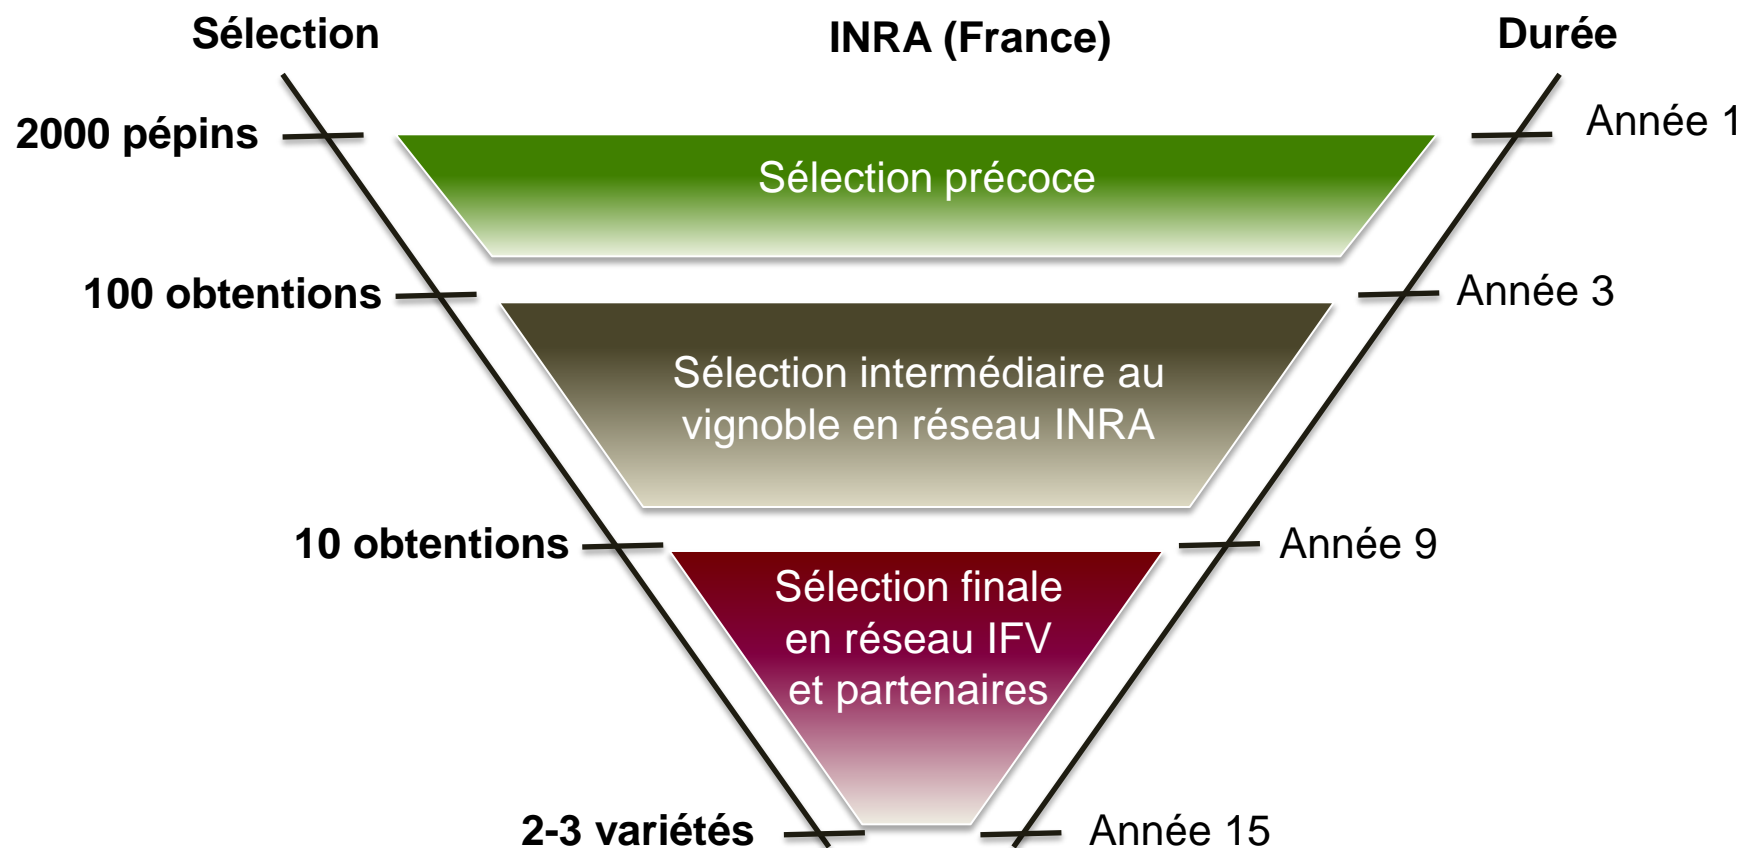 Sélection
INRA (France)
Durée
2000 pépins
Année 1
Sélection précoce
100 obtentions
Année 3
Sélection intermédiaire au
vignoble en réseau INRA
10 obtentions
Année 9
Sélection finale
en réseau IFV
et partenaires
2-3 variétés
Année 15